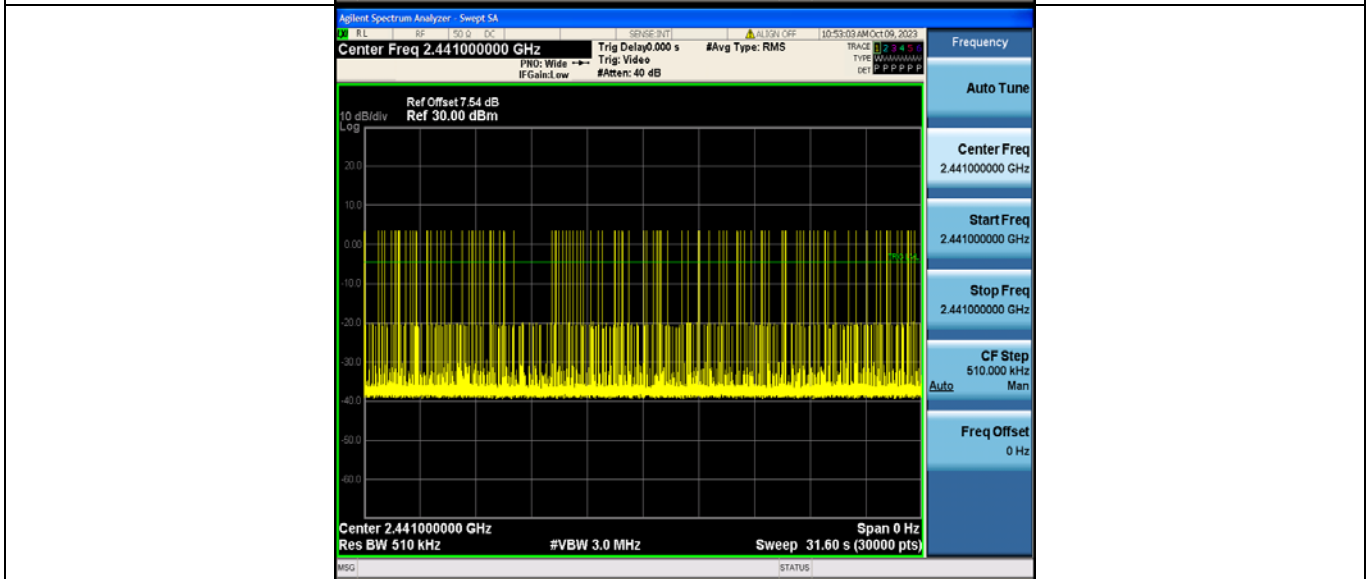 Agilent Spectrum Analyzer - Swept SA
RL RF 50 Ω DC SENSE:INT ALIGN OFF 10:53:03 AM Oct 09, 2023
Center Freq 2.441000000 GHz
Trig Delay0.000 s #Avg Type: RMS TRACE 1 2 3 4 5 6
PNO: Wide Trig: Video TYPE WWWWWW
IFGain:Low #Atten: 40 dB DET P P P P P P
Ref Offset 7.54 dB
10 dB/div Ref 30.00 dBm
Log
20.0
10.0
0.00
-10.0
-20.0
-30.0
-40.0
-50.0
-60.0
Center 2.441000000 GHz Span 0 Hz
Res BW 510 kHz #VBW 3.0 MHz Sweep 31.60 s (30000 pts)
MSG STATUS
Frequency
Auto Tune
Center Freq
2.441000000 GHz
Start Freq
2.441000000 GHz
Stop Freq
2.441000000 GHz
CF Step
510.000 kHz
Auto Man
Freq Offset
0 Hz